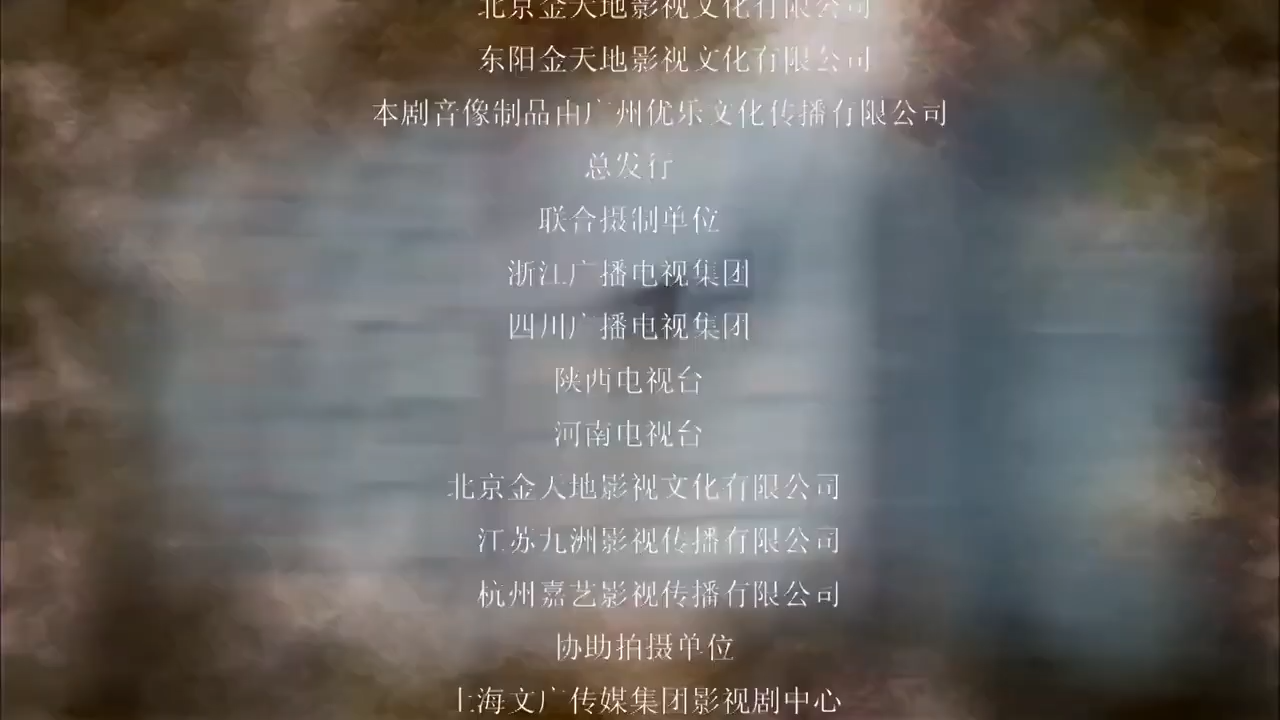 北京金天地影视文化有限公司
东阳金天地影视文化有限公司
本剧音像制品由广州优乐文化传播有限公司
总发行
联合摄制单位
浙江广播电视集团
四川广播电视集团
陕西电视台
河南电视台
北京金天地影视文化有限公司
江苏九洲影视传播有限公司
杭州嘉艺影视传播有限公司
协助拍摄单位
上海文广传媒集团影视剧中心